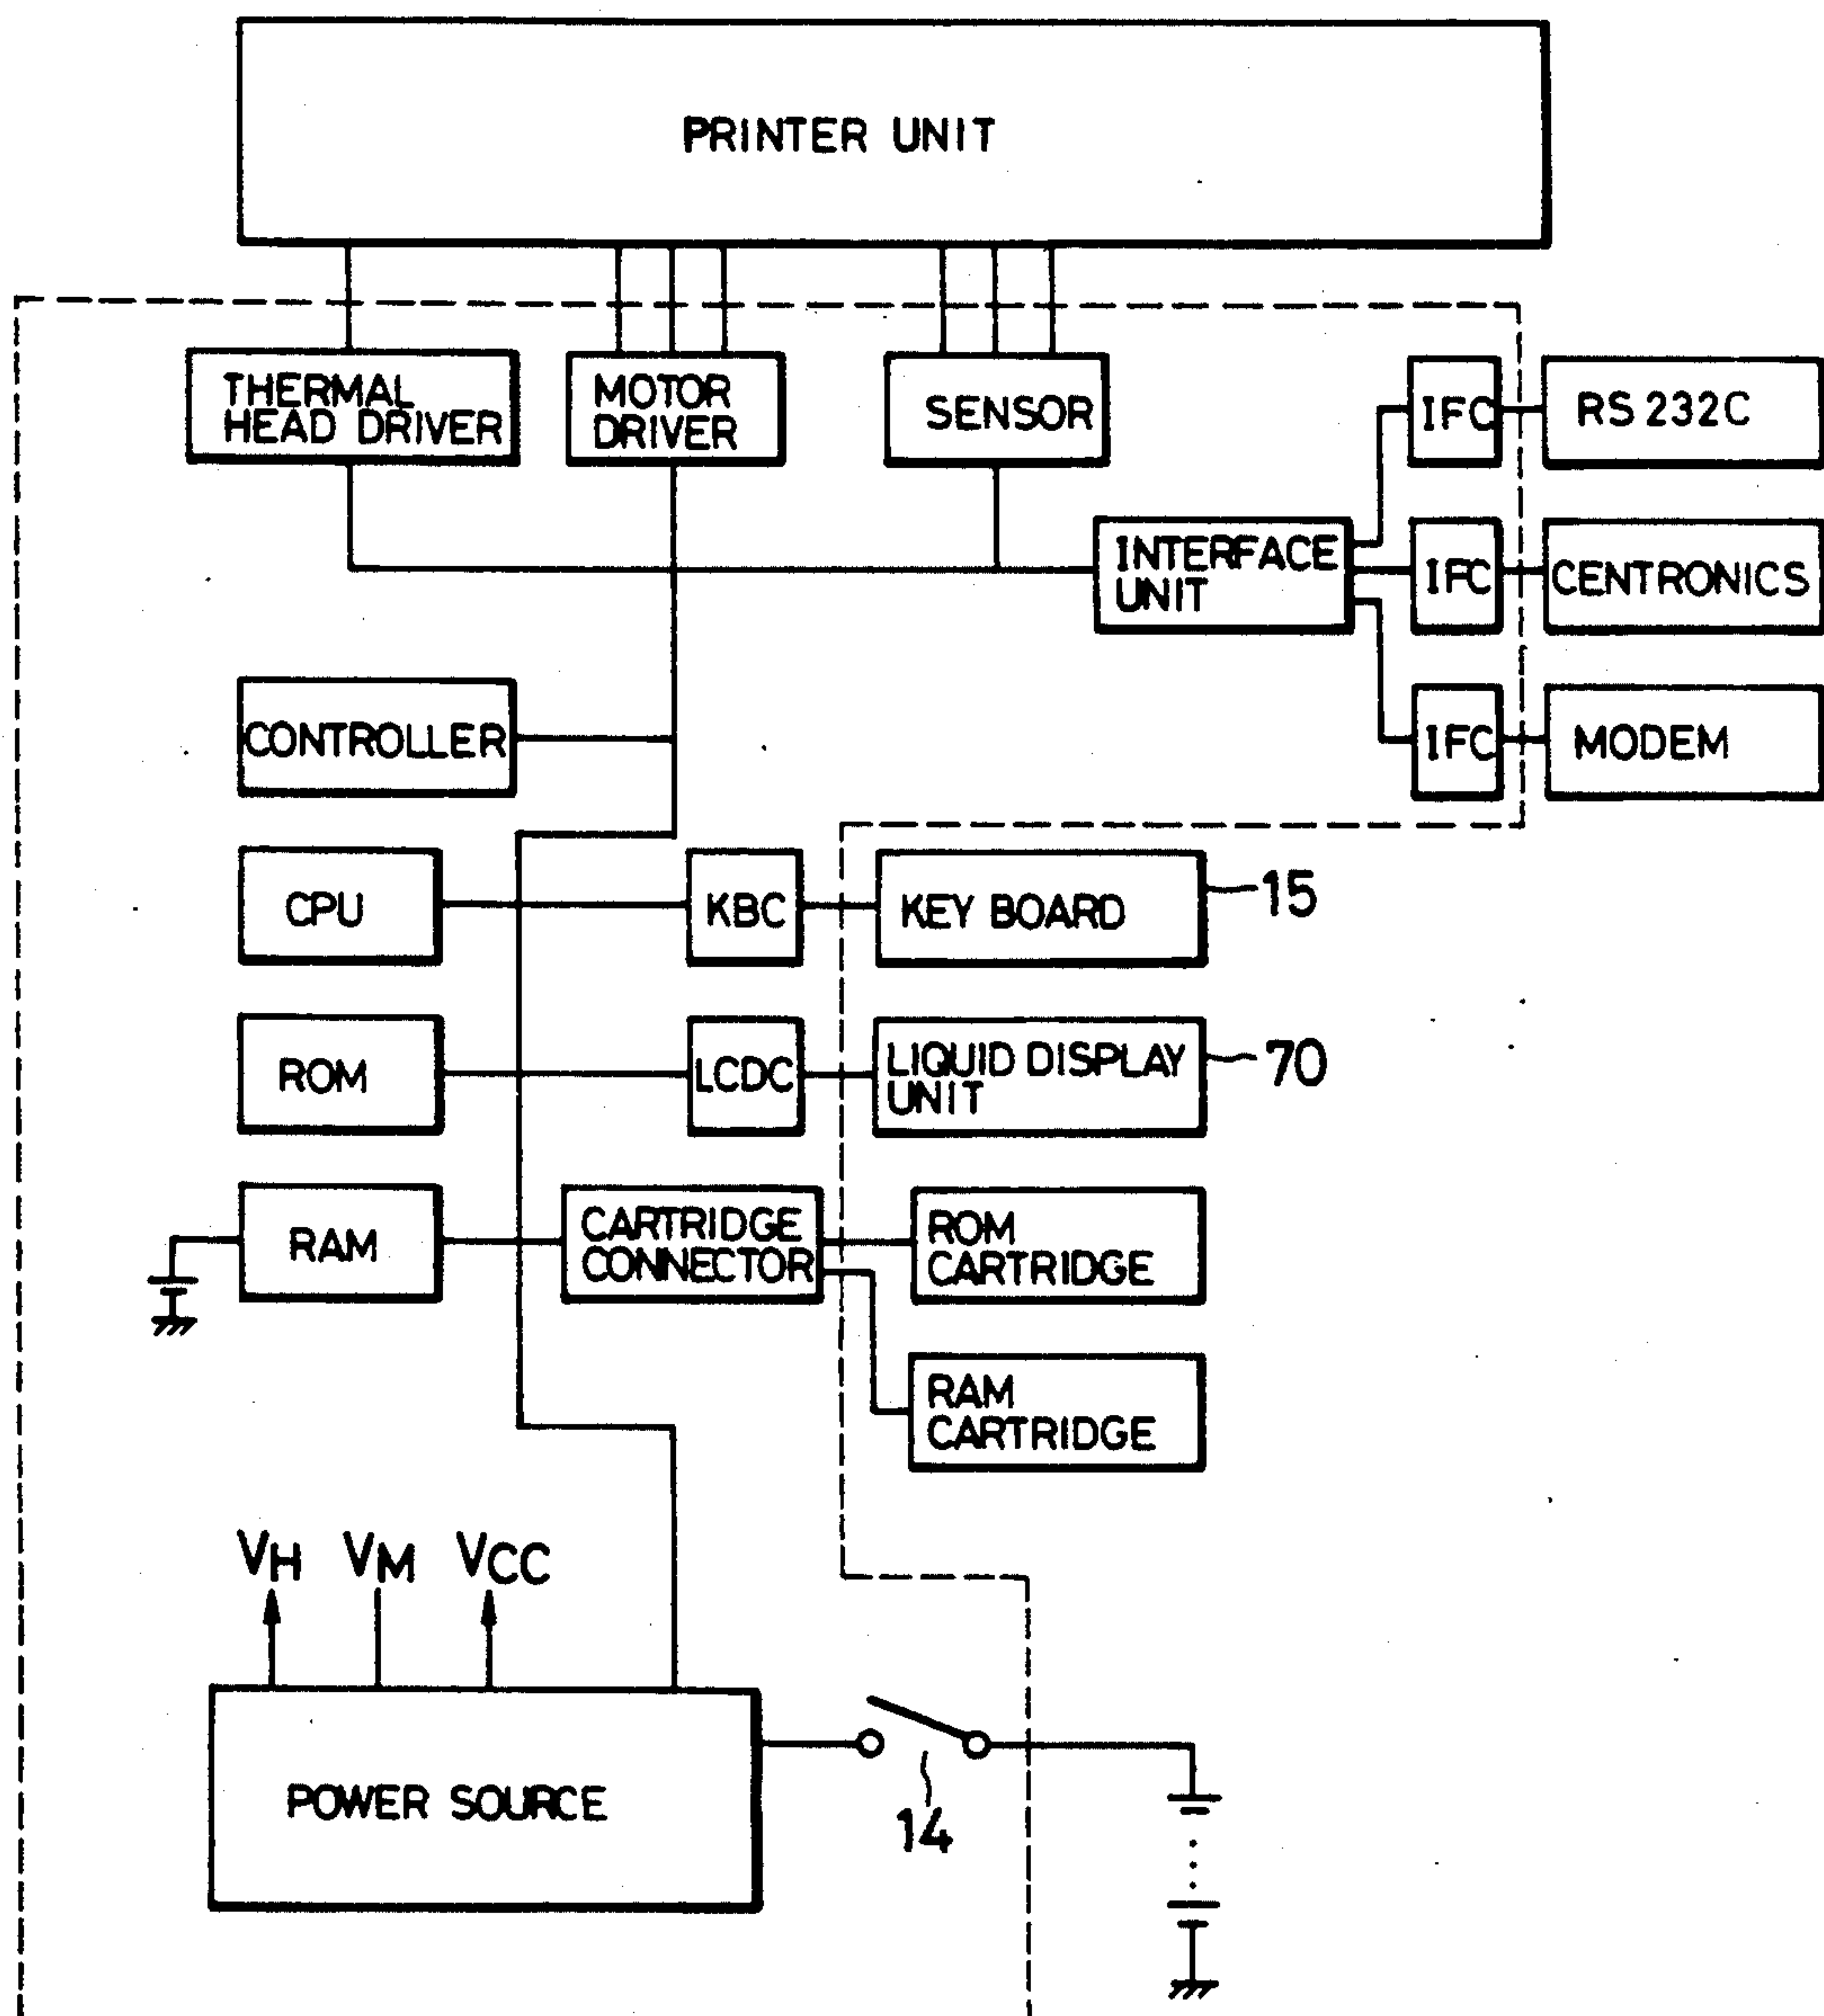 PRINTER UNIT
THERMAL
HEAD DRIVER
MOTOR
DRIVER
SENSOR
IFC
RS 232C
INTERFACE
UNIT
IFC
CENTRONICS
CONTROLLER
IFC
MODEM
CPU
KBC
KEY BOARD
15
ROM
LCDC
LIQUID DISPLAY
UNIT
70
RAM
CARTRIDGE
CONNECTOR
ROM
CARTRIDGE
RAM
CARTRIDGE
VH
VM
VCC
POWER SOURCE
14